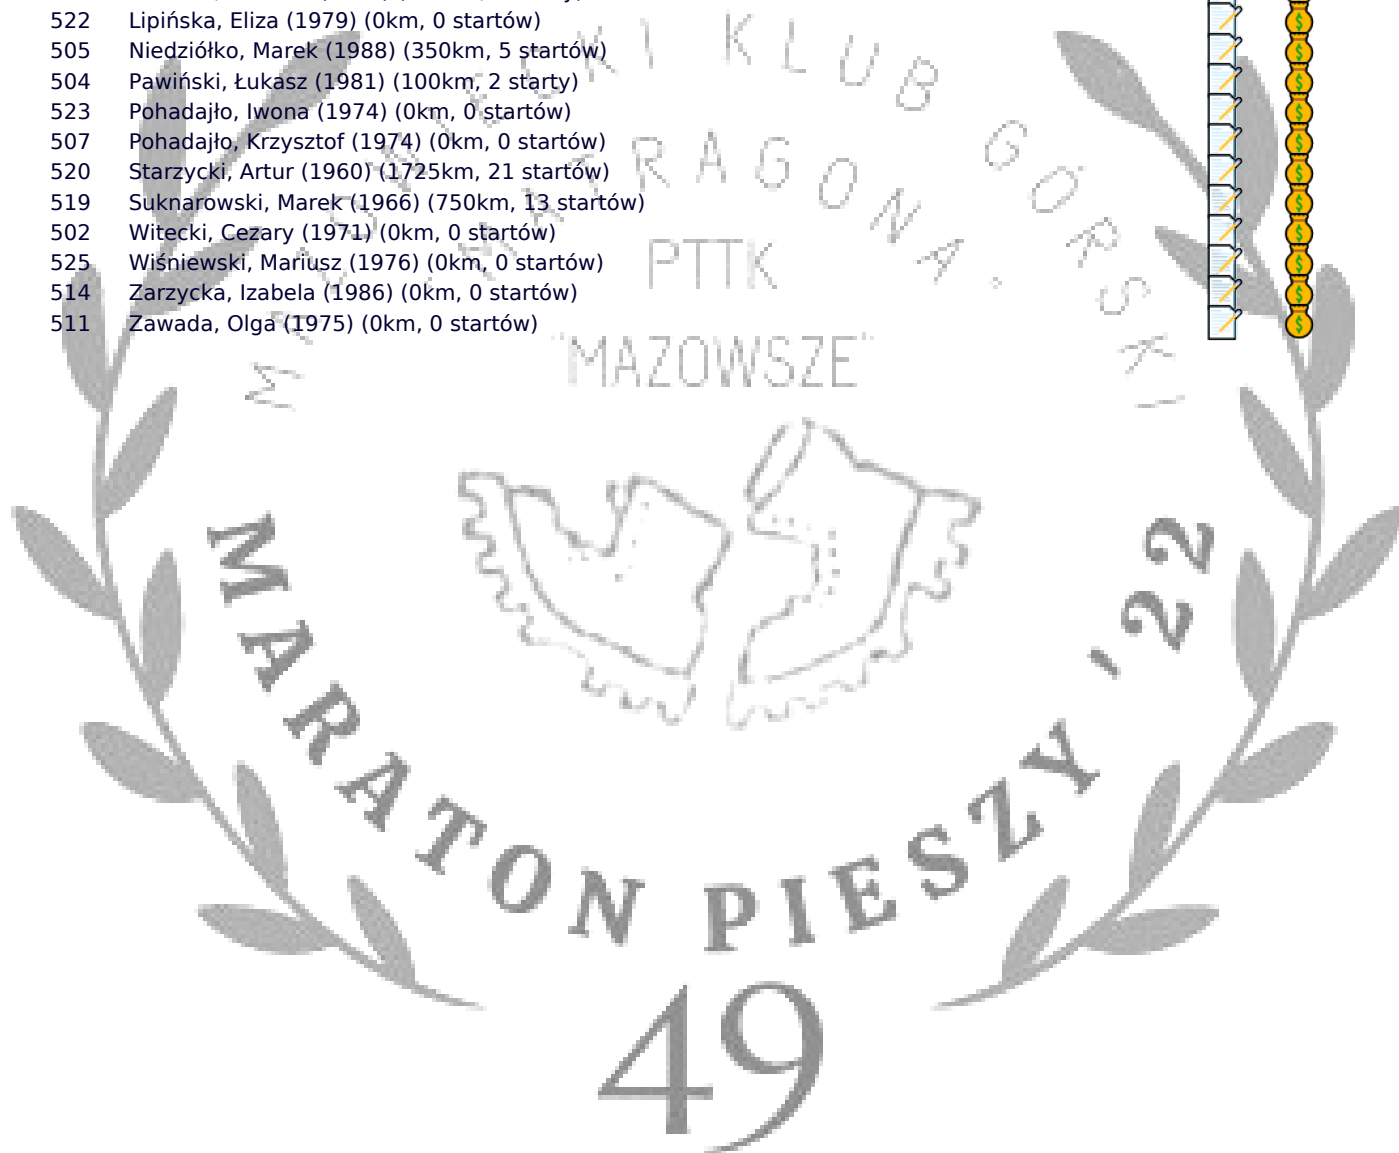 522 Lipińska, Eliza (1979) (0km, 0 startów)
505 Niedziółko, Marek (1988) (350km, 5 startów)
504 Pawiński, Łukasz (1981) (100km, 2 starty)
523 Pohadajło, Iwona (1974) (0km, 0 startów)
507 Pohadajło, Krzysztof (1974) (0km, 0 startów)
520 Starzycki, Artur (1960) (1725km, 21 startów)
519 Suknarowski, Marek (1966) (750km, 13 startów)
502 Witecki, Cezary (1971) (0km, 0 startów)
525 Wiśniewski, Mariusz (1976) (0km, 0 startów)
514 Zarzycka, Izabela (1986) (0km, 0 startów)
511 Zawada, Olga (1975) (0km, 0 startów)
KLUB GÓRSKI
PTTK
"MAZOWSZE"
MARATON PIESZY '22
49